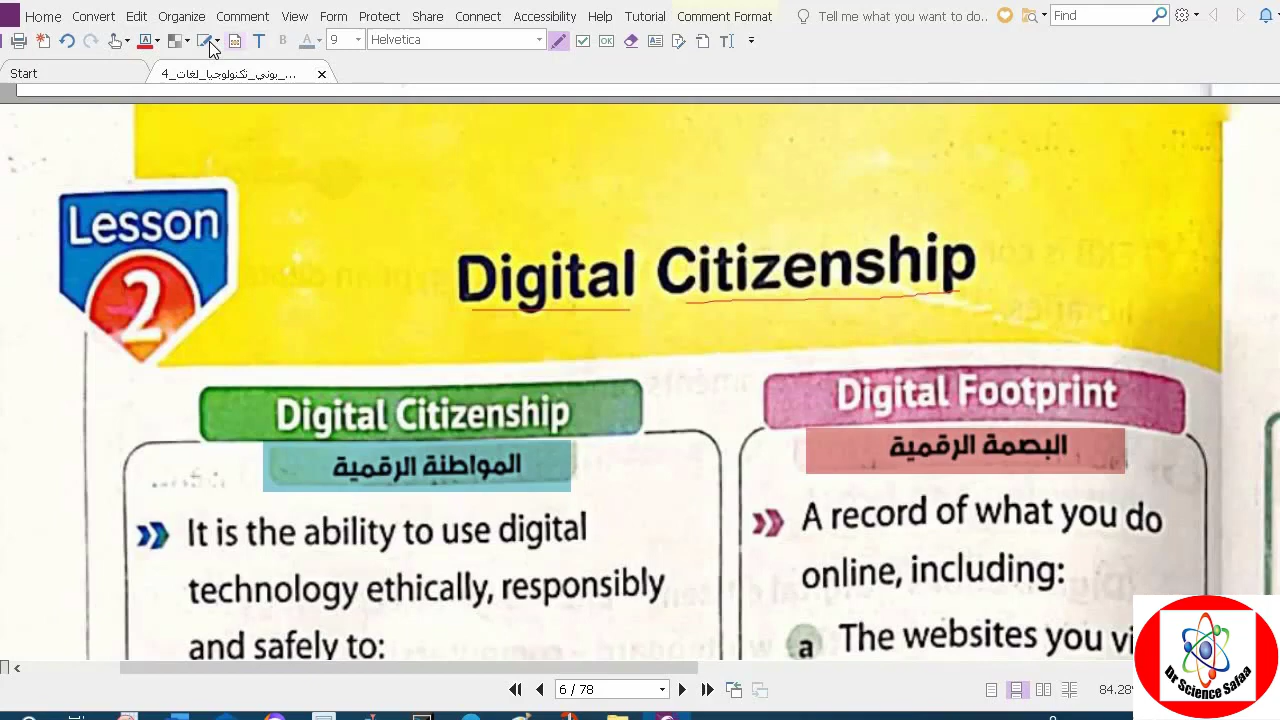 Home Convert Edit Organize Comment View Form Protect Share Connect Accessibility Help Tutorial Comment Format
Tell me what you want to do..
Find
9 Helvetica
Start
4_بوني_تكنولوجيا_لغات_...
Lesson
2
Digital Citizenship
Digital Citizenship
المواطنة الرقمية
It is the ability to use digital
technology ethically, responsibly
and safely to:
Digital Footprint
البصمة الرقمية
A record of what you do
online, including:
a The websites you vi
Dr Science Safaa
6 / 78
84.28%